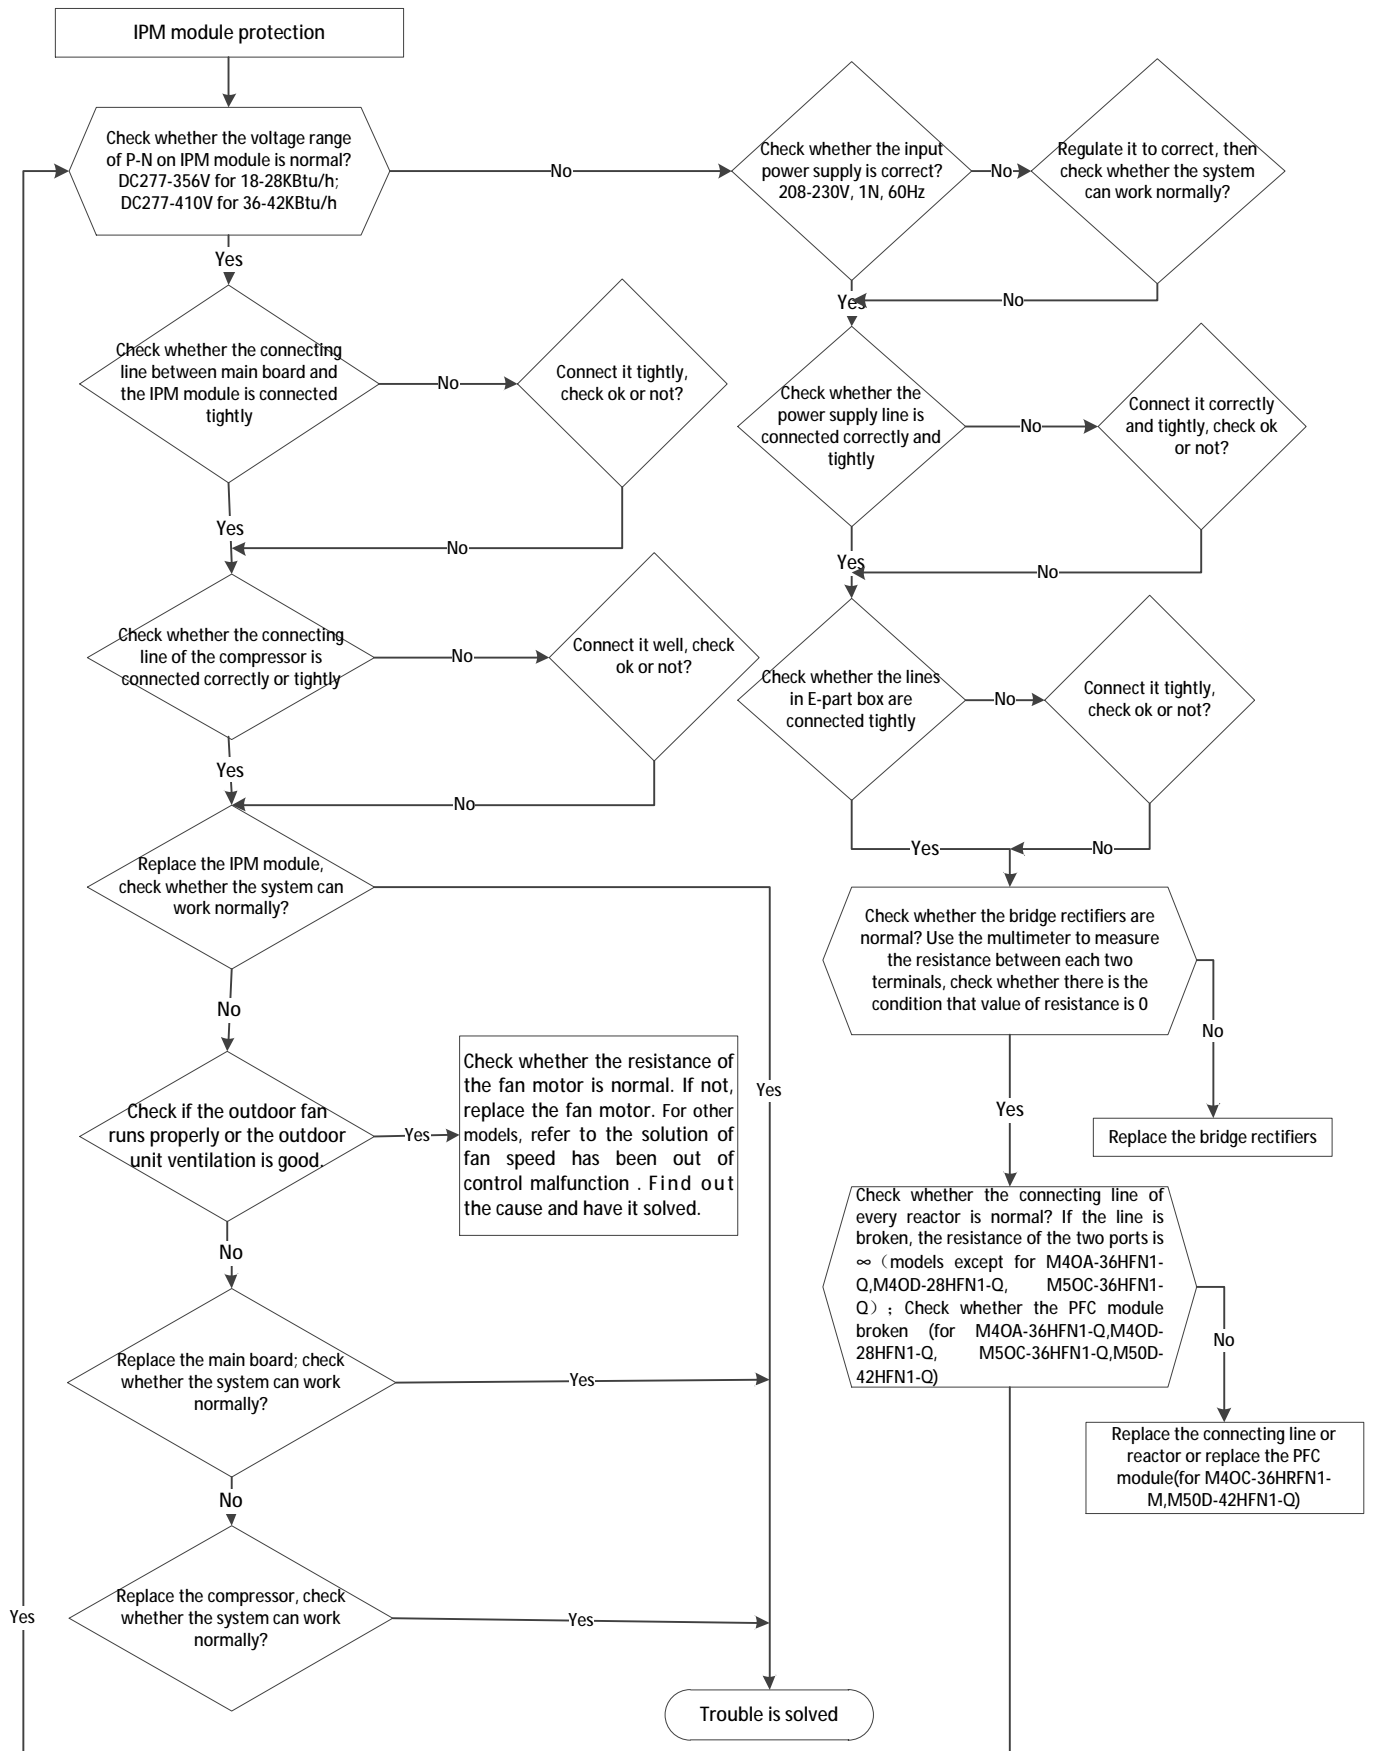 IPM module protection
Check whether the voltage range
of P-N on IPM module is normal?
DC277-356V for 18-28KBtu/h;
DC277-410V for 36-42KBtu/h
No
Check whether the input
power supply is correct?
208-230V, 1N, 60Hz
No
Regulate it to correct, then
check whether the system
can work normally?
Yes
Yes
No
Check whether the connecting
line between main board and
the IPM module is connected
tightly
No
Connect it tightly,
check ok or not?
Check whether the
power supply line is
connected correctly and
tightly
No
Connect it correctly
and tightly, check ok
or not?
Yes
No
Yes
No
Check whether the connecting
line of the compressor is
connected correctly or tightly
No
Connect it well, check
ok or not?
Check whether the lines
in E-part box are
connected tightly
No
Connect it tightly,
check ok or not?
Yes
No
Yes
No
Replace the IPM module,
check whether the system can
work normally?
Check whether the bridge rectifiers are
normal? Use the multimeter to measure
the resistance between each two
terminals, check whether there is the
condition that value of resistance is 0
No
No
Check if the outdoor fan
runs properly or the outdoor
unit ventilation is good.
Yes
Check whether the resistance of
the fan motor is normal. If not,
replace the fan motor. For other
models, refer to the solution of
fan speed has been out of
control malfunction . Find out
the cause and have it solved.
Yes
Yes
Replace the bridge rectifiers
No
Check whether the connecting line of
every reactor is normal? If the line is
broken, the resistance of the two ports is
∞（models except for M4OA-36HFN1-
Q,M4OD-28HFN1-Q, M5OC-36HFN1-
Q）；Check whether the PFC module
broken (for M4OA-36HFN1-Q,M4OD-
28HFN1-Q, M5OC-36HFN1-Q,M50D-
42HFN1-Q)
No
Replace the main board; check
whether the system can work
normally?
Yes
Replace the connecting line or
reactor or replace the PFC
module(for M4OC-36HRFN1-
M,M50D-42HFN1-Q)
No
Replace the compressor, check
whether the system can work
normally?
Yes
Yes
Trouble is solved